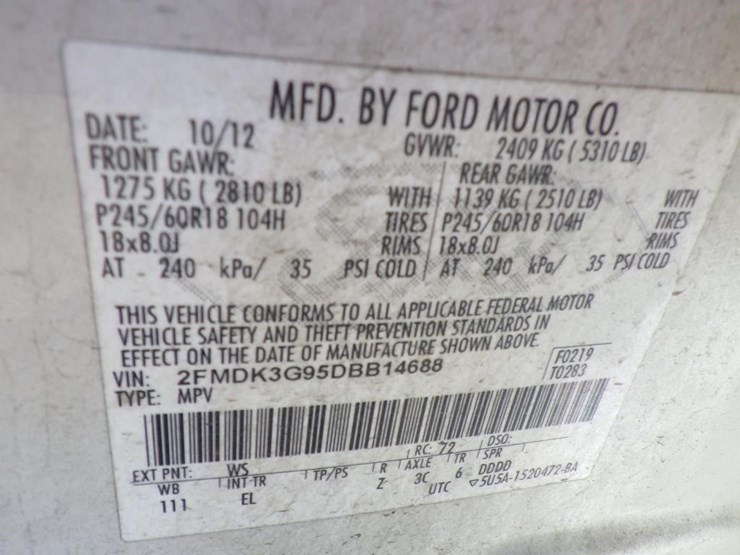 MFD. BY FORD MOTOR CO.
DATE: 10/12 GVWR: 2409 KG ( 5310 LB)
FRONT GAWR: REAR GAWR:
1275 KG ( 2810 LB) WITH 1139 KG ( 2510 LB) WITH
P245/60R18 104H TIRES P245/60R18 104H TIRES
18x8.0J RIMS 18x8.0J RIMS
AT - 240 kPa/ 35 PSI COLD AT 240 kPa/ 35 PSI COLD
THIS VEHICLE CONFORMS TO ALL APPLICABLE FEDERAL MOTOR
VEHICLE SAFETY AND THEFT PREVENTION STANDARDS IN
EFFECT ON THE DATE OF MANUFACTURE SHOWN ABOVE.
VIN: 2FMDK3G95DBB14688 F0219
TYPE: MPV T0283
EXT PNT: WS RC: 72 DSO:
WB INT TR TP/PS R AXLE TR SPR
111 EL Z 3C 6 DDDD
UTC ▽5U5A-1520472-BA